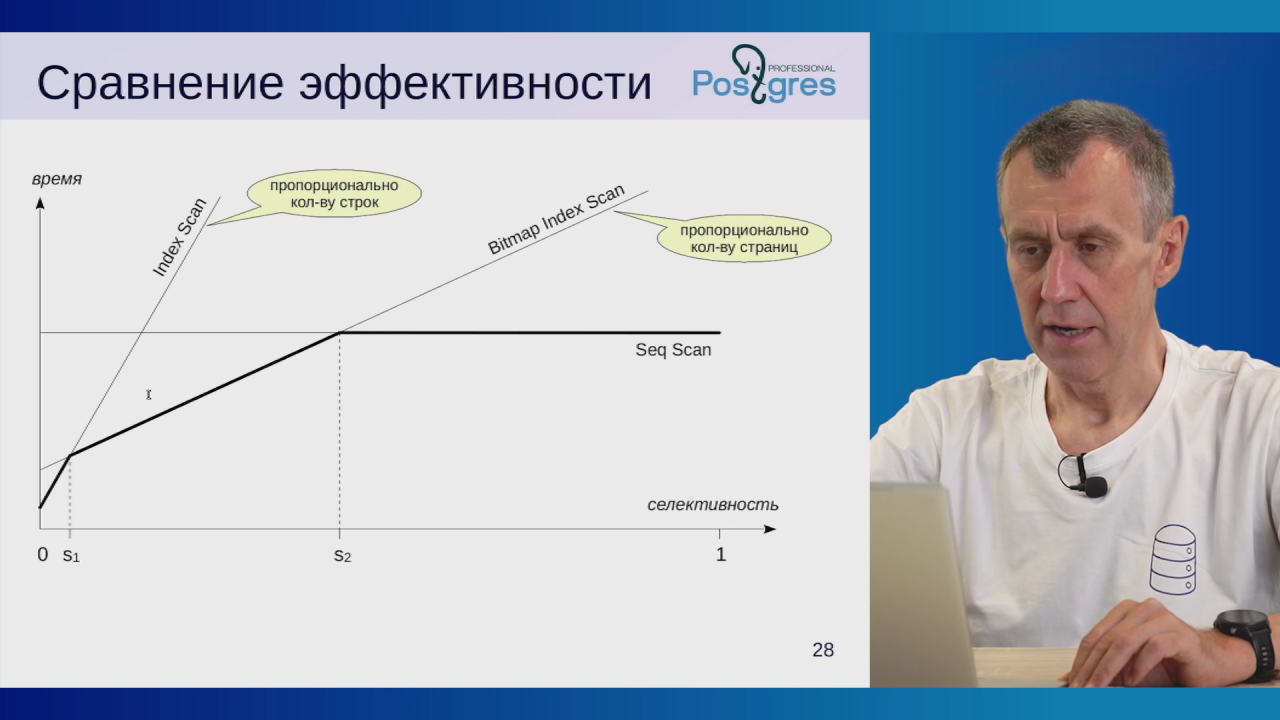 Сравнение эффективности
PROFESSIONAL
Postgres
время
Index Scan
пропорционально
кол-ву строк
Bitmap Index Scan
пропорционально
кол-ву страниц
Seq Scan
селективность
0 s1 s2 1
28